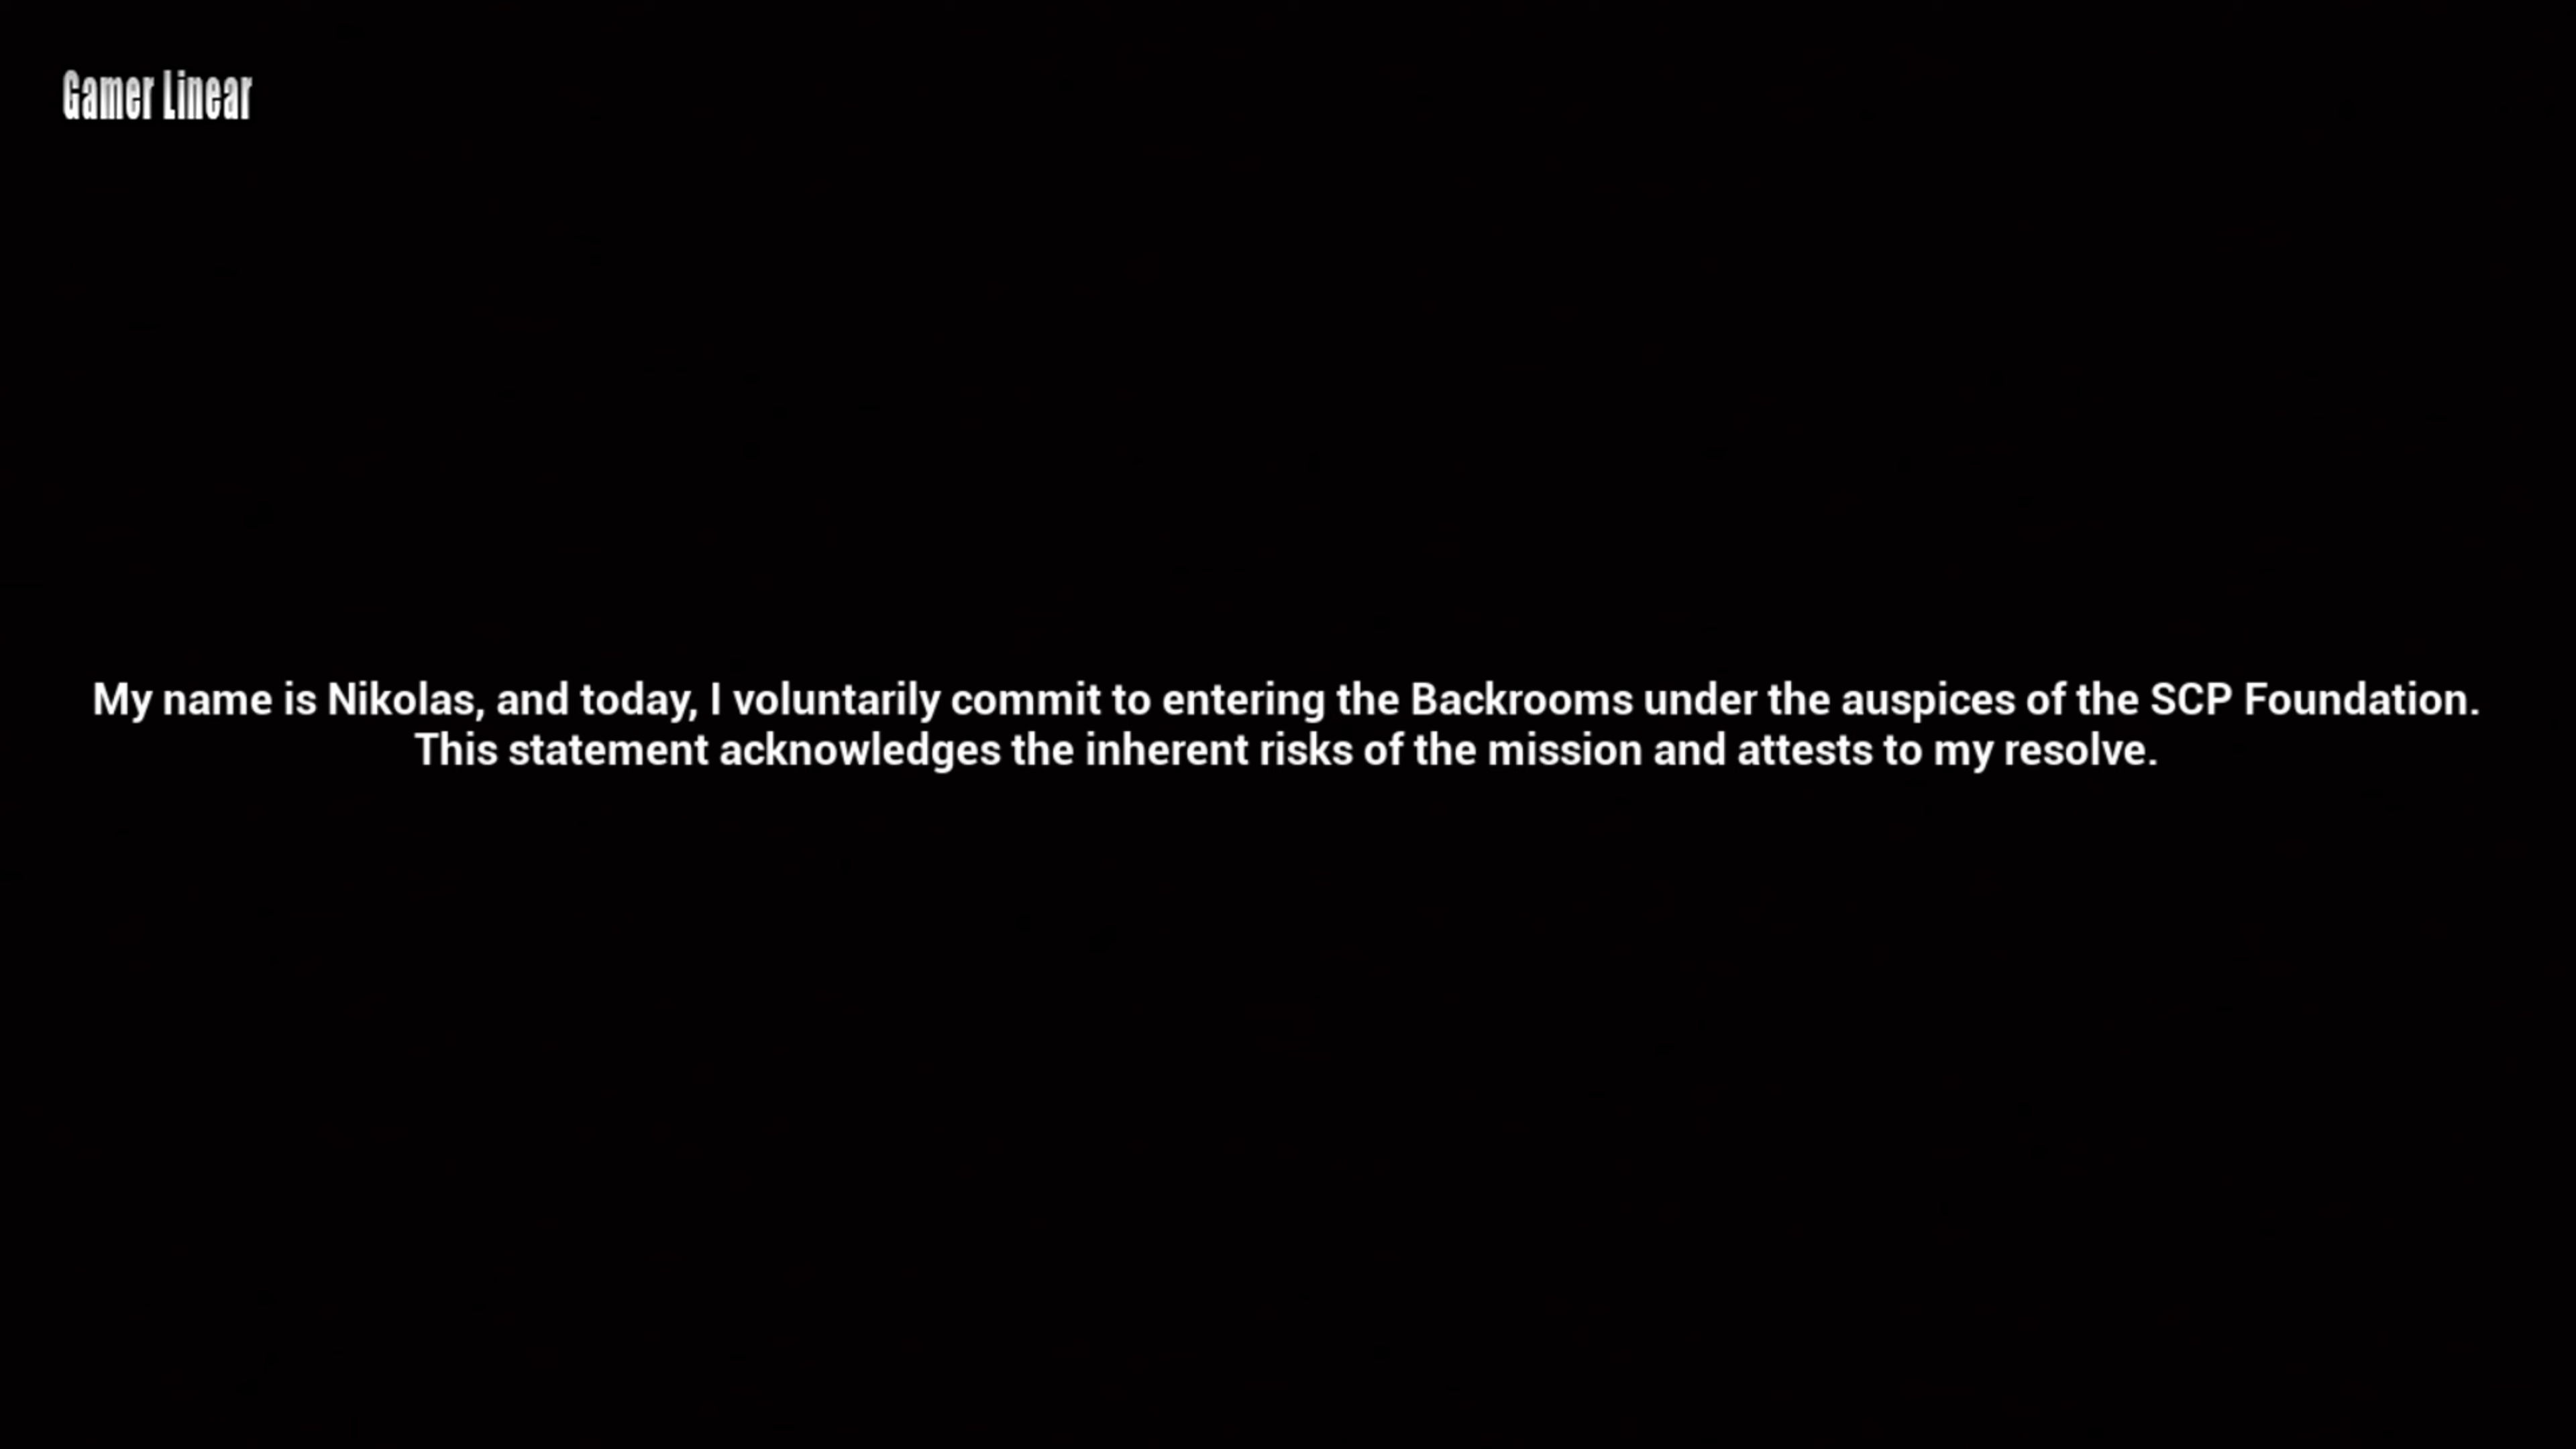 Gamer Linear
My name is Nikolas, and today, I voluntarily commit to entering the Backrooms under the auspices of the SCP Foundation.
This statement acknowledges the inherent risks of the mission and attests to my resolve.